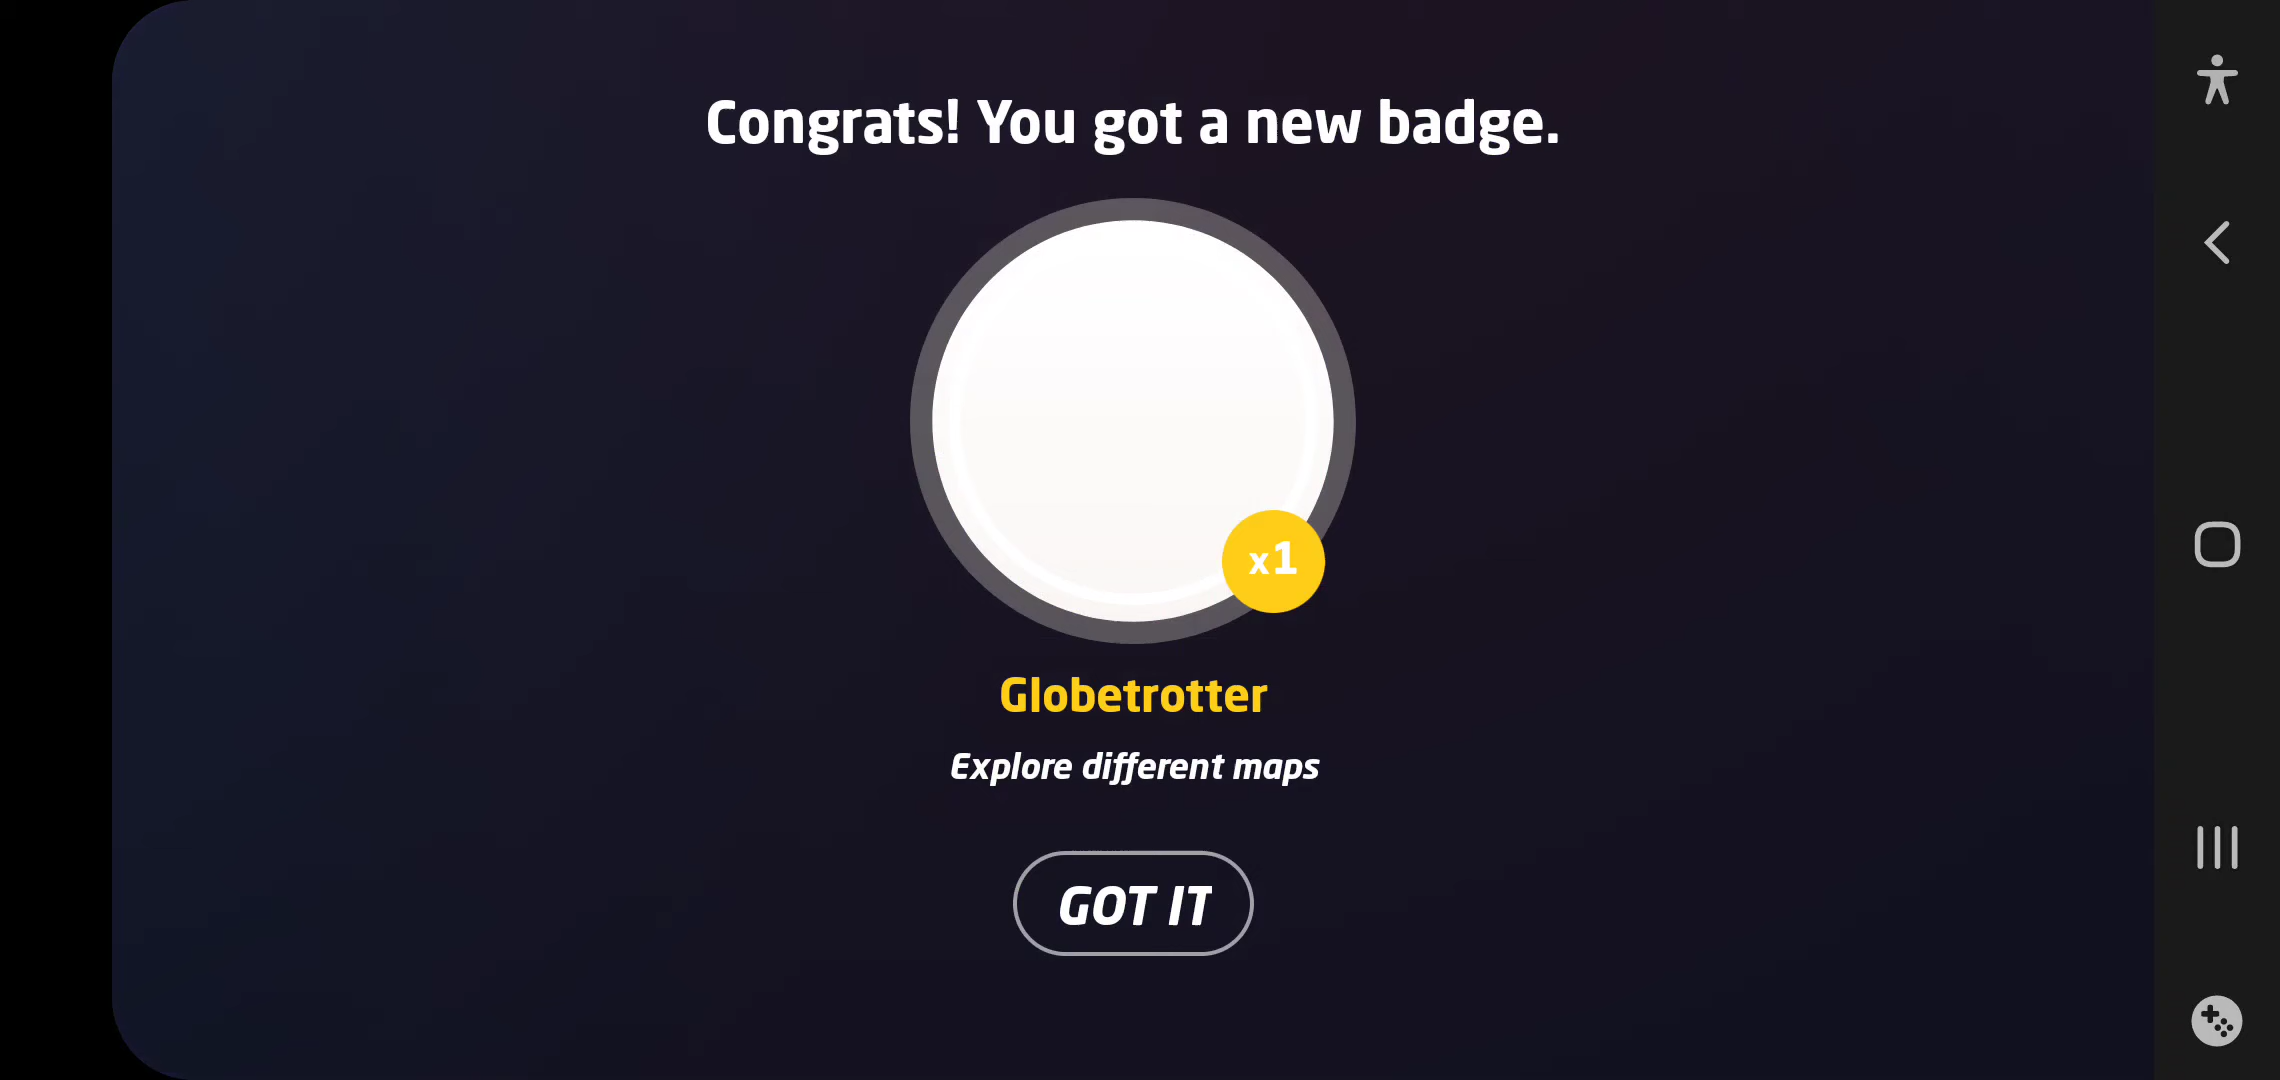 Congrats! You got a new badge.
x1
Globetrotter
Explore different maps
GOT IT